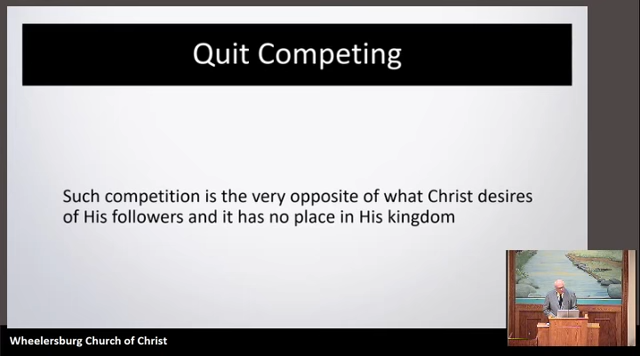 Quit Competing
Such competition is the very opposite of what Christ desires
of His followers and it has no place in His kingdom
Wheelersburg Church of Christ